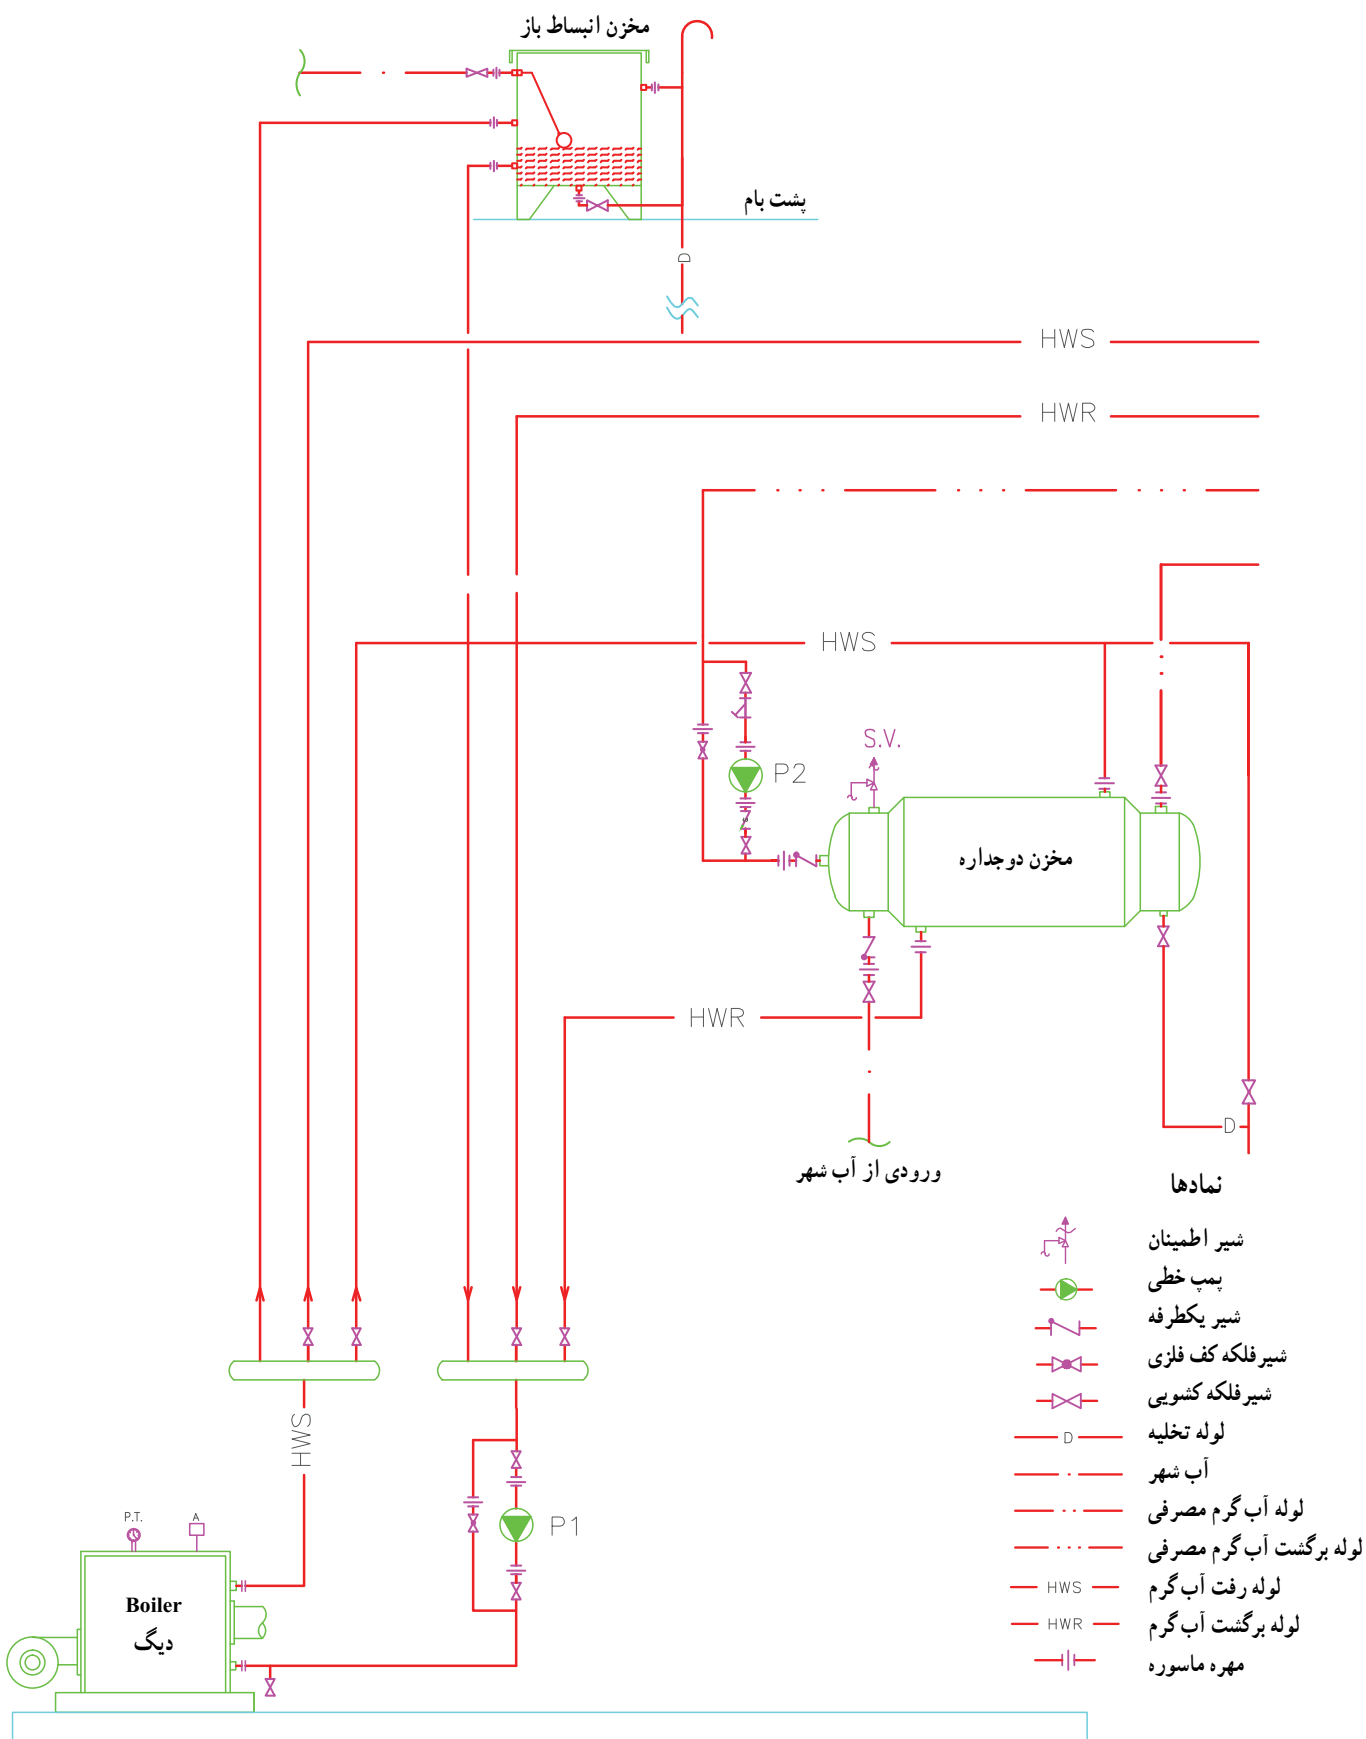 مخزن انبساط باز
پشت بام
D
HWS
HWR
HWS
S.V.
P2
مخزن دوجداره
HWR
D
ورودی از آب شهر
نمادها
شیر اطمینان
پمپ خطی
شیر یکطرفه
شیرفلکه کف فلزی
شیرفلکه کشویی
D لوله تخلیه
آب شهر
لوله آب گرم مصرفی
لوله برگشت آب گرم مصرفی
HWS لوله رفت آب گرم
HWR لوله برگشت آب گرم
مهره ماسوره
HWS
P1
P.T.
A
Boiler
دیگ